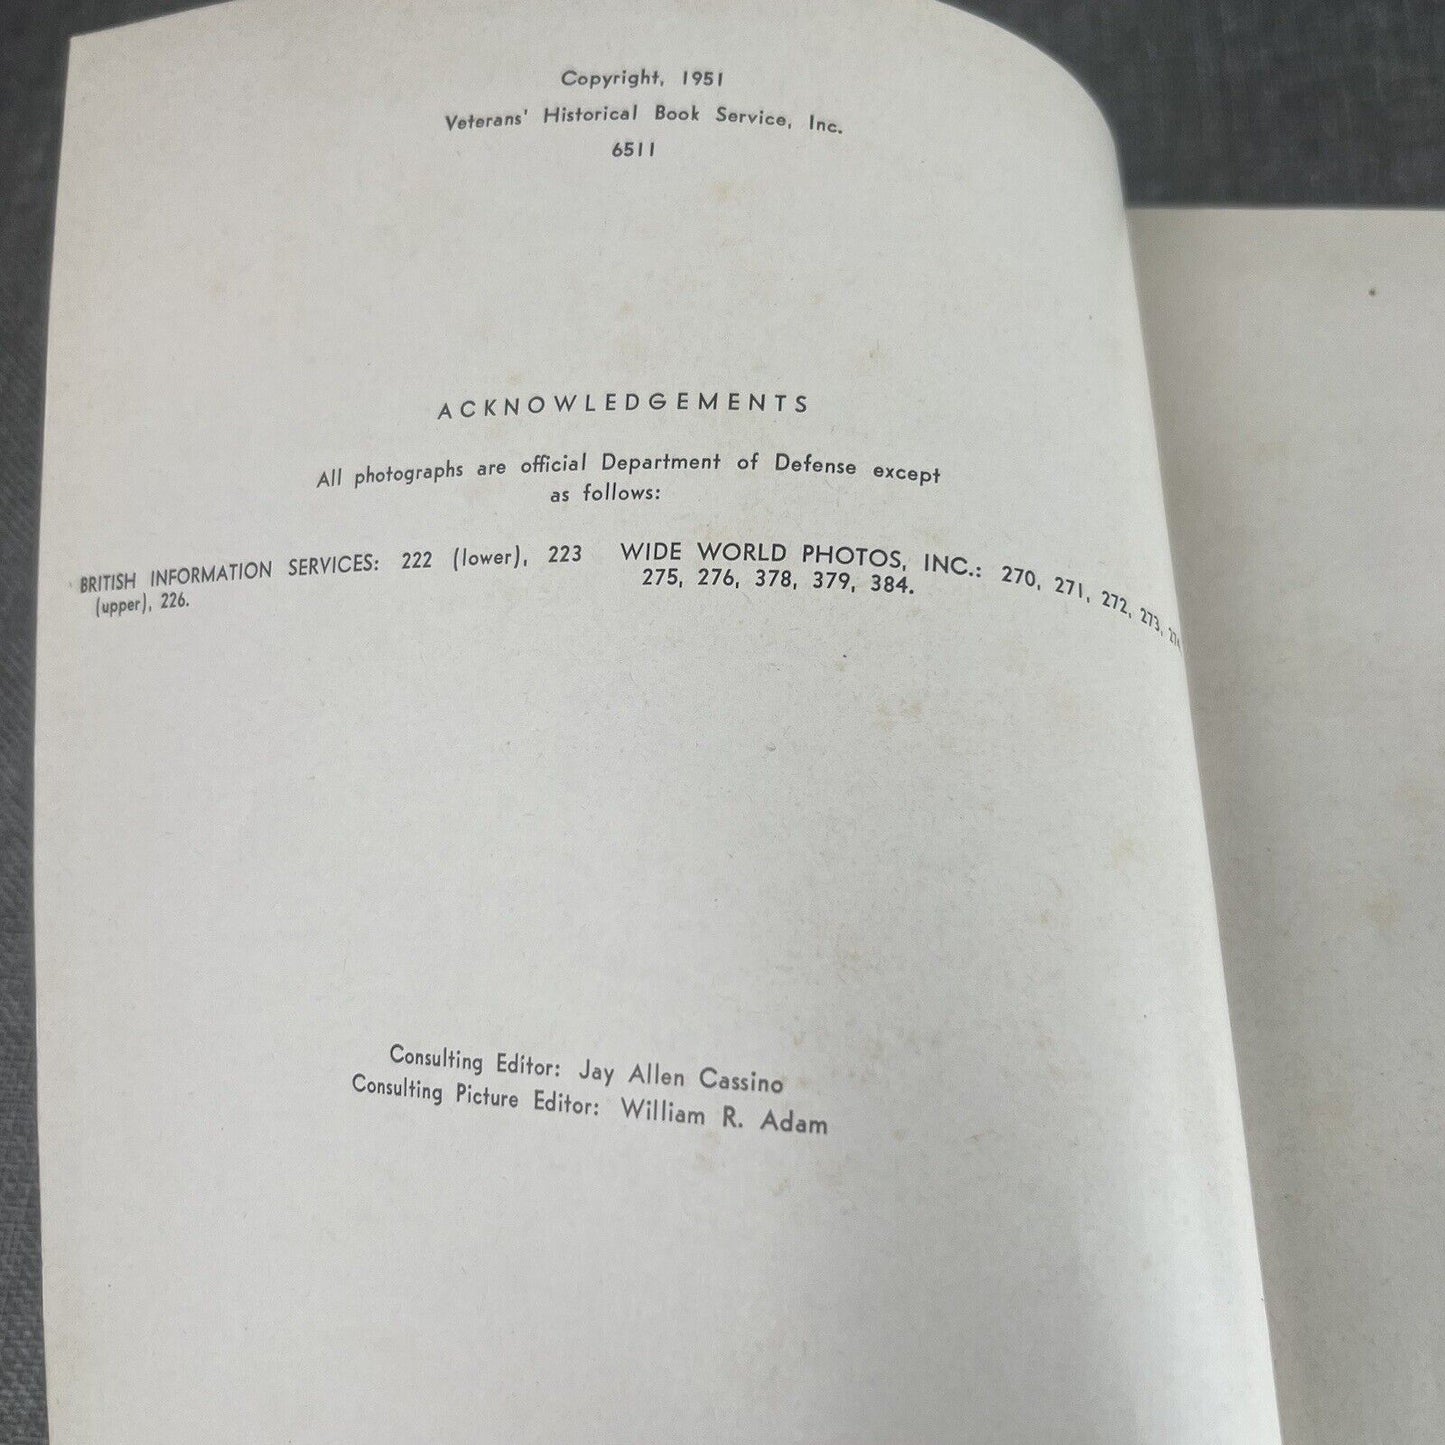 Copyright, 1951
Veterans' Historical Book Service, Inc.
6511
ACKNOWLEDGEMENTS
All photographs are official Department of Defense except
as follows:
BRITISH INFORMATION SERVICES: 222 (lower), 223
(upper), 226.
WIDE WORLD PHOTOS, INC.: 270, 271, 272, 273, 274
275, 276, 378, 379, 384.
Consulting Editor: Jay Allen Cassino
Consulting Picture Editor: William R. Adam